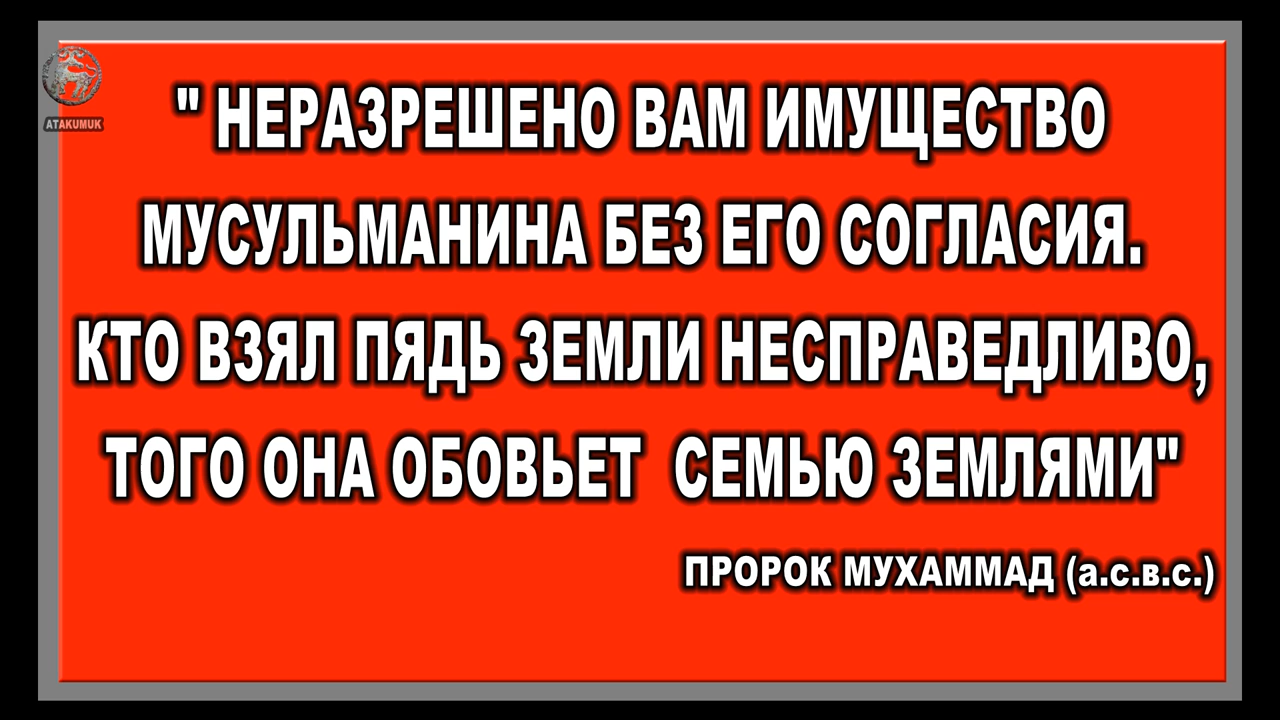 ATAKUMUK
" НЕРАЗРЕШЕНО ВАМ ИМУЩЕСТВО
МУСУЛЬМАНИНА БЕЗ ЕГО СОГЛАСИЯ.
КТО ВЗЯЛ ПЯДЬ ЗЕМЛИ НЕСПРАВЕДЛИВО,
ТОГО ОНА ОБОВЬЕТ СЕМЬЮ ЗЕМЛЯМИ"
ПРОРОК МУХАММАД (а.с.в.с.)